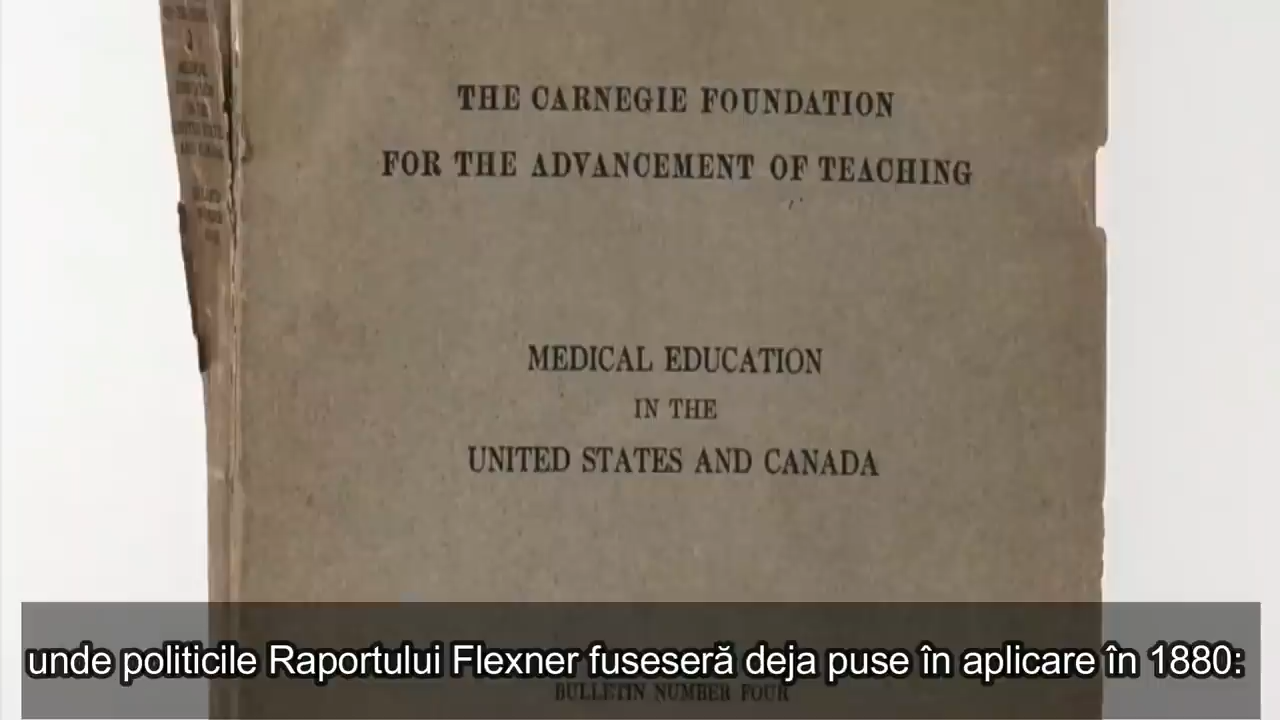 THE CARNEGIE FOUNDATION
FOR THE ADVANCEMENT OF TEACHING
MEDICAL EDUCATION
IN THE
UNITED STATES AND CANADA
unde politicile Raportului Flexner fuseseră deja puse în aplicare în 1880:
BULLETIN NUMBER FOUR